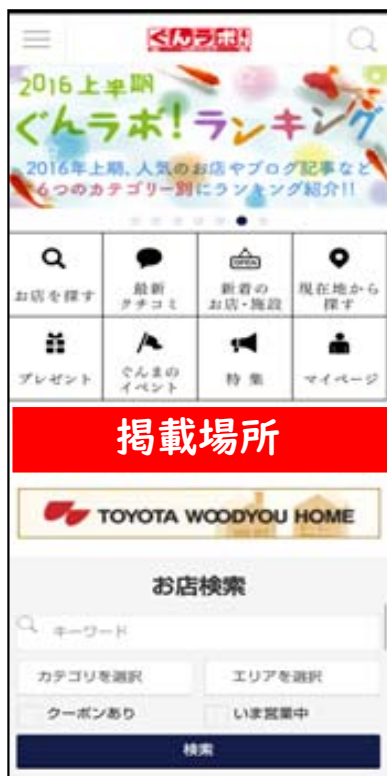 ぐんラボ!
2016上半期
ぐんラボ!ランキング
2016年上期、人気のお店やブログ記事など
6つのカテゴリー別にランキング紹介!!
お店を探す
最新
クチコミ
OPEN
新着の
お店・施設
現在地から
探す
プレゼント
ぐんまの
イベント
特集
マイページ
掲載場所
TOYOTA WOODYOU HOME
お店検索
キーワード
カテゴリを選択 エリアを選択
クーポンあり いま営業中
検索